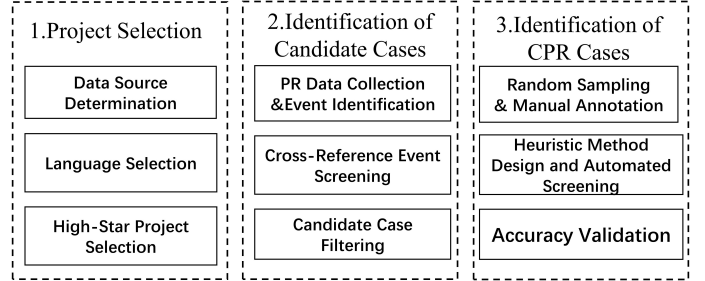 1.Project Selection
Data Source
Determination
Language Selection
High-Star Project
Selection
2.Identification of
Candidate Cases
PR Data Collection
&Event Identification
Cross-Reference Event
Screening
Candidate Case
Filtering
3.Identification of
CPR Cases
Random Sampling
& Manual Annotation
Heuristic Method
Design and Automated
Screening
Accuracy Validation